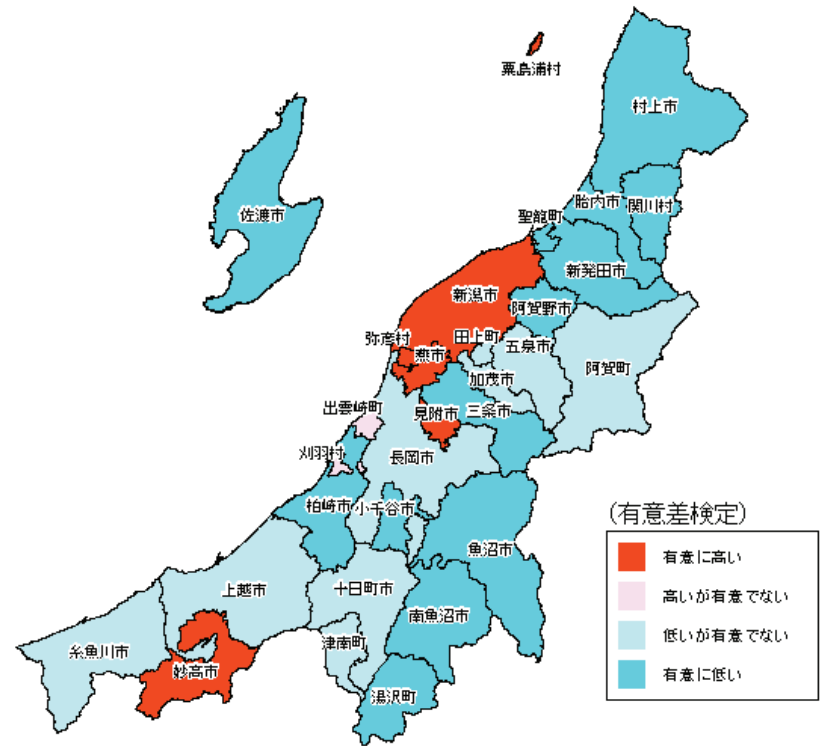 粟島浦村
村上市
佐渡市
胎内市
関川村
聖籠町
新発田市
新潟市
阿賀野市
弥彦村
田上町
燕市
五泉市
阿賀町
加茂市
出雲崎町
見附市
三条市
刈羽村
長岡市
柏崎市
小千谷市
魚沼市
上越市
十日町市
南魚沼市
津南町
糸魚川市
妙高市
湯沢町
(有意差検定)
有意に高い
高いが有意でない
低いが有意でない
有意に低い